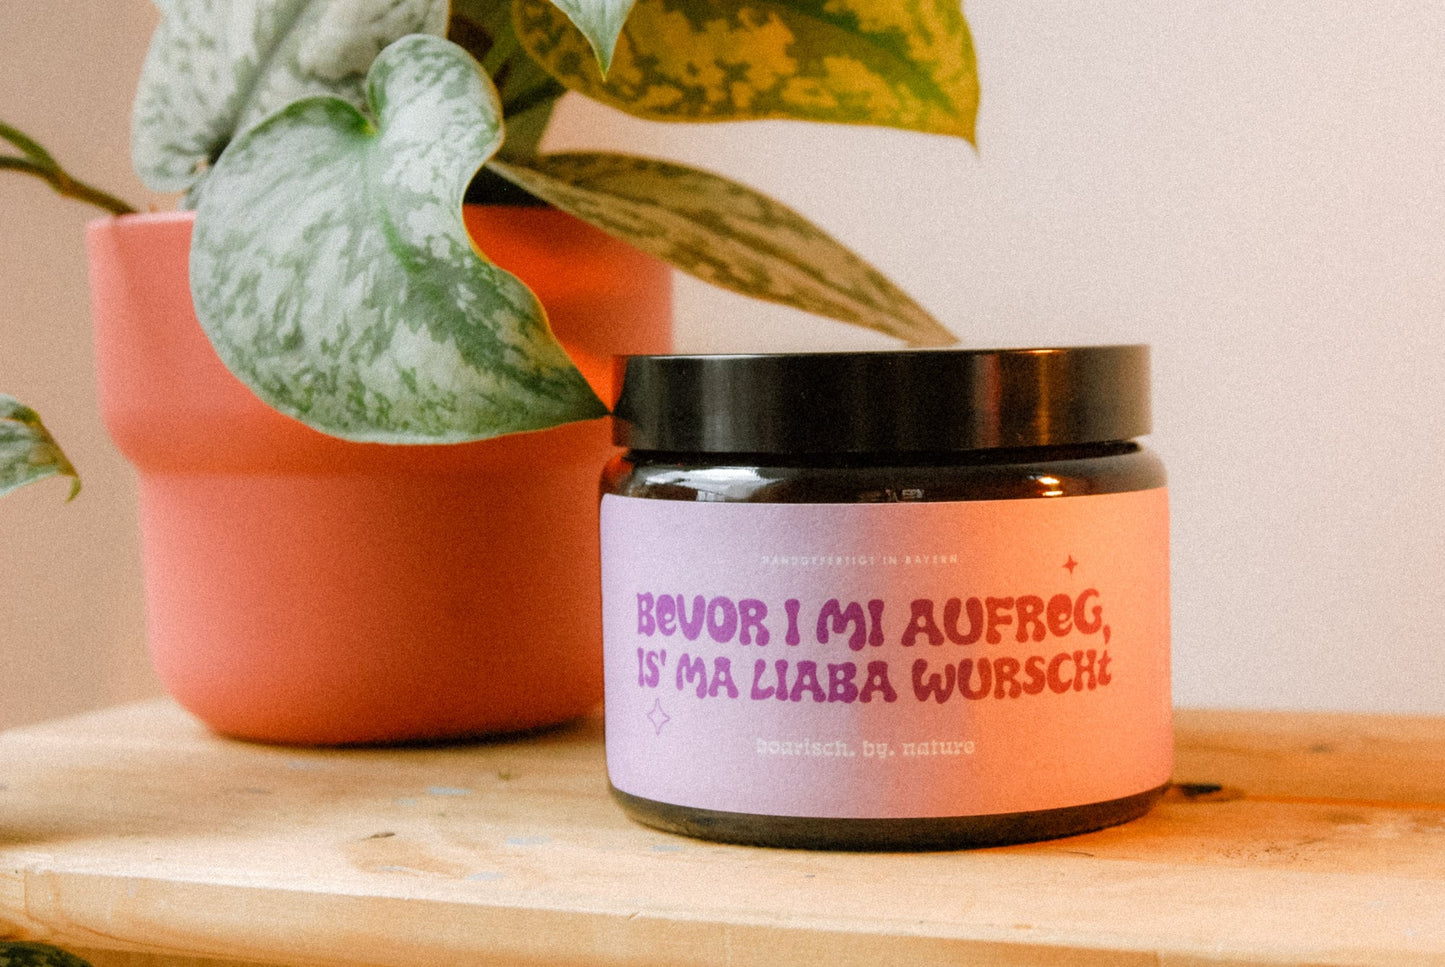 HANDGEFERTIGT IN BAYERN
BeVOR I MI AUFReG,
IS' MA LIABA WURSCHt
boarisch. by. nature